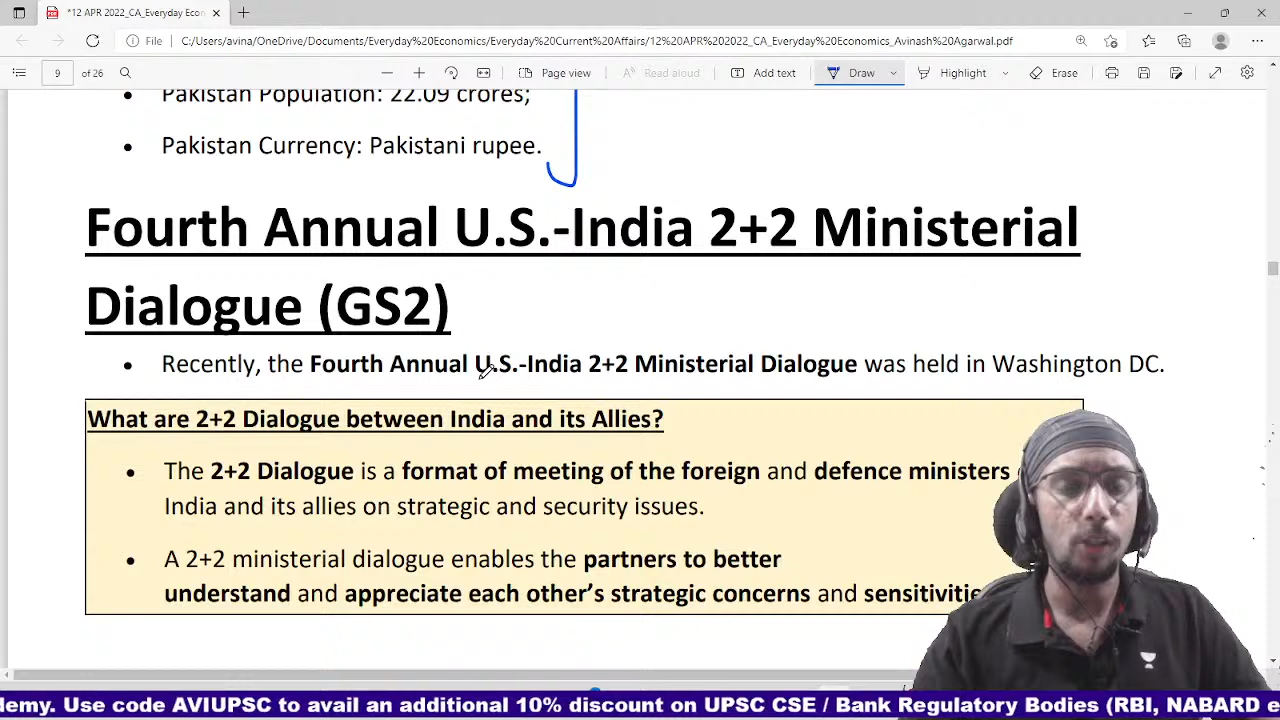 *12 APR 2022_CA_Everyday Econ
File
C:/Users/avina/OneDrive/Documents/Everyday%20Economics/Everyday%20Current%20Affairs/12%20APR%202022_CA_Everyday%20Economics_Avinash%20Agarwal.pdf
9 of 26
Page view
Read aloud
Add text
Draw
Highlight
Erase
• Pakistan Population: 22.09 crores;
• Pakistan Currency: Pakistani rupee.
Fourth Annual U.S.-India 2+2 Ministerial
Dialogue (GS2)
• Recently, the Fourth Annual U.S.-India 2+2 Ministerial Dialogue was held in Washington DC.
What are 2+2 Dialogue between India and its Allies?
• The 2+2 Dialogue is a format of meeting of the foreign and defence ministers
India and its allies on strategic and security issues.
• A 2+2 ministerial dialogue enables the partners to better
understand and appreciate each other’s strategic concerns and sensitivitie
demy. Use code AVIUPSC to avail an additional 10% discount on UPSC CSE / Bank Regulatory Bodies (RBI, NABARD e